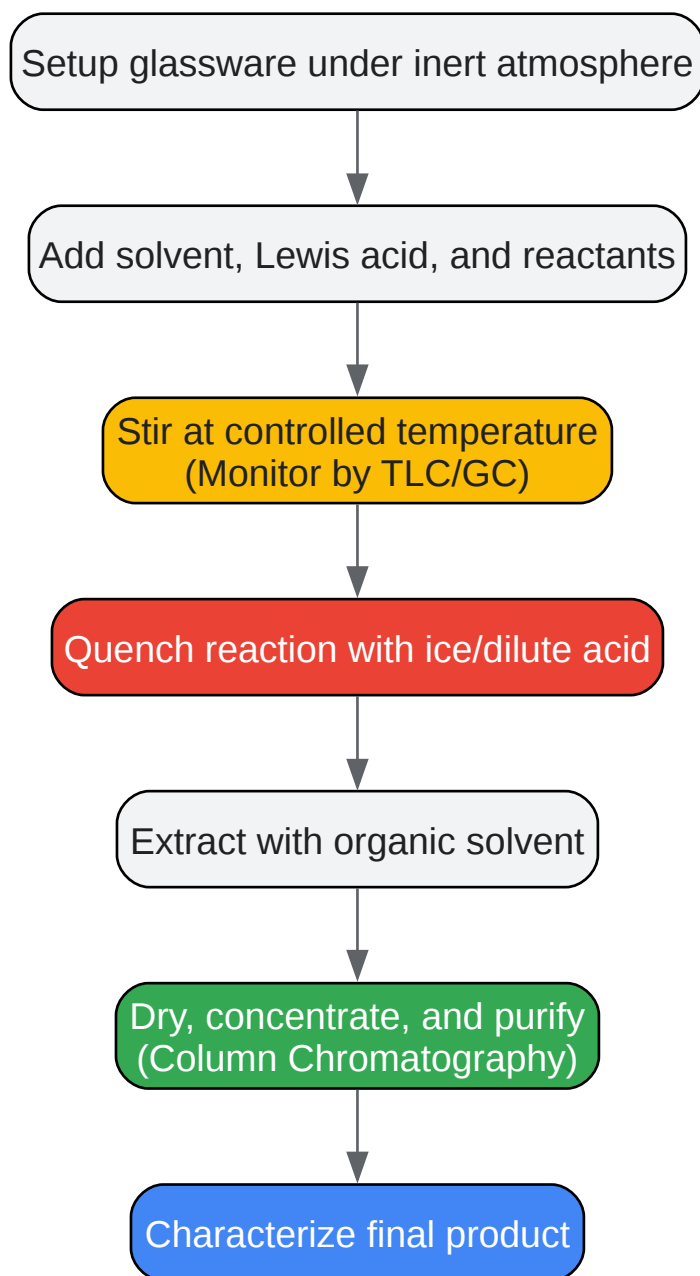 Setup glassware under inert atmosphere
Add solvent, Lewis acid, and reactants
Stir at controlled temperature
(Monitor by TLC/GC)
Quench reaction with ice/dilute acid
Extract with organic solvent
Dry, concentrate, and purify
(Column Chromatography)
Characterize final product